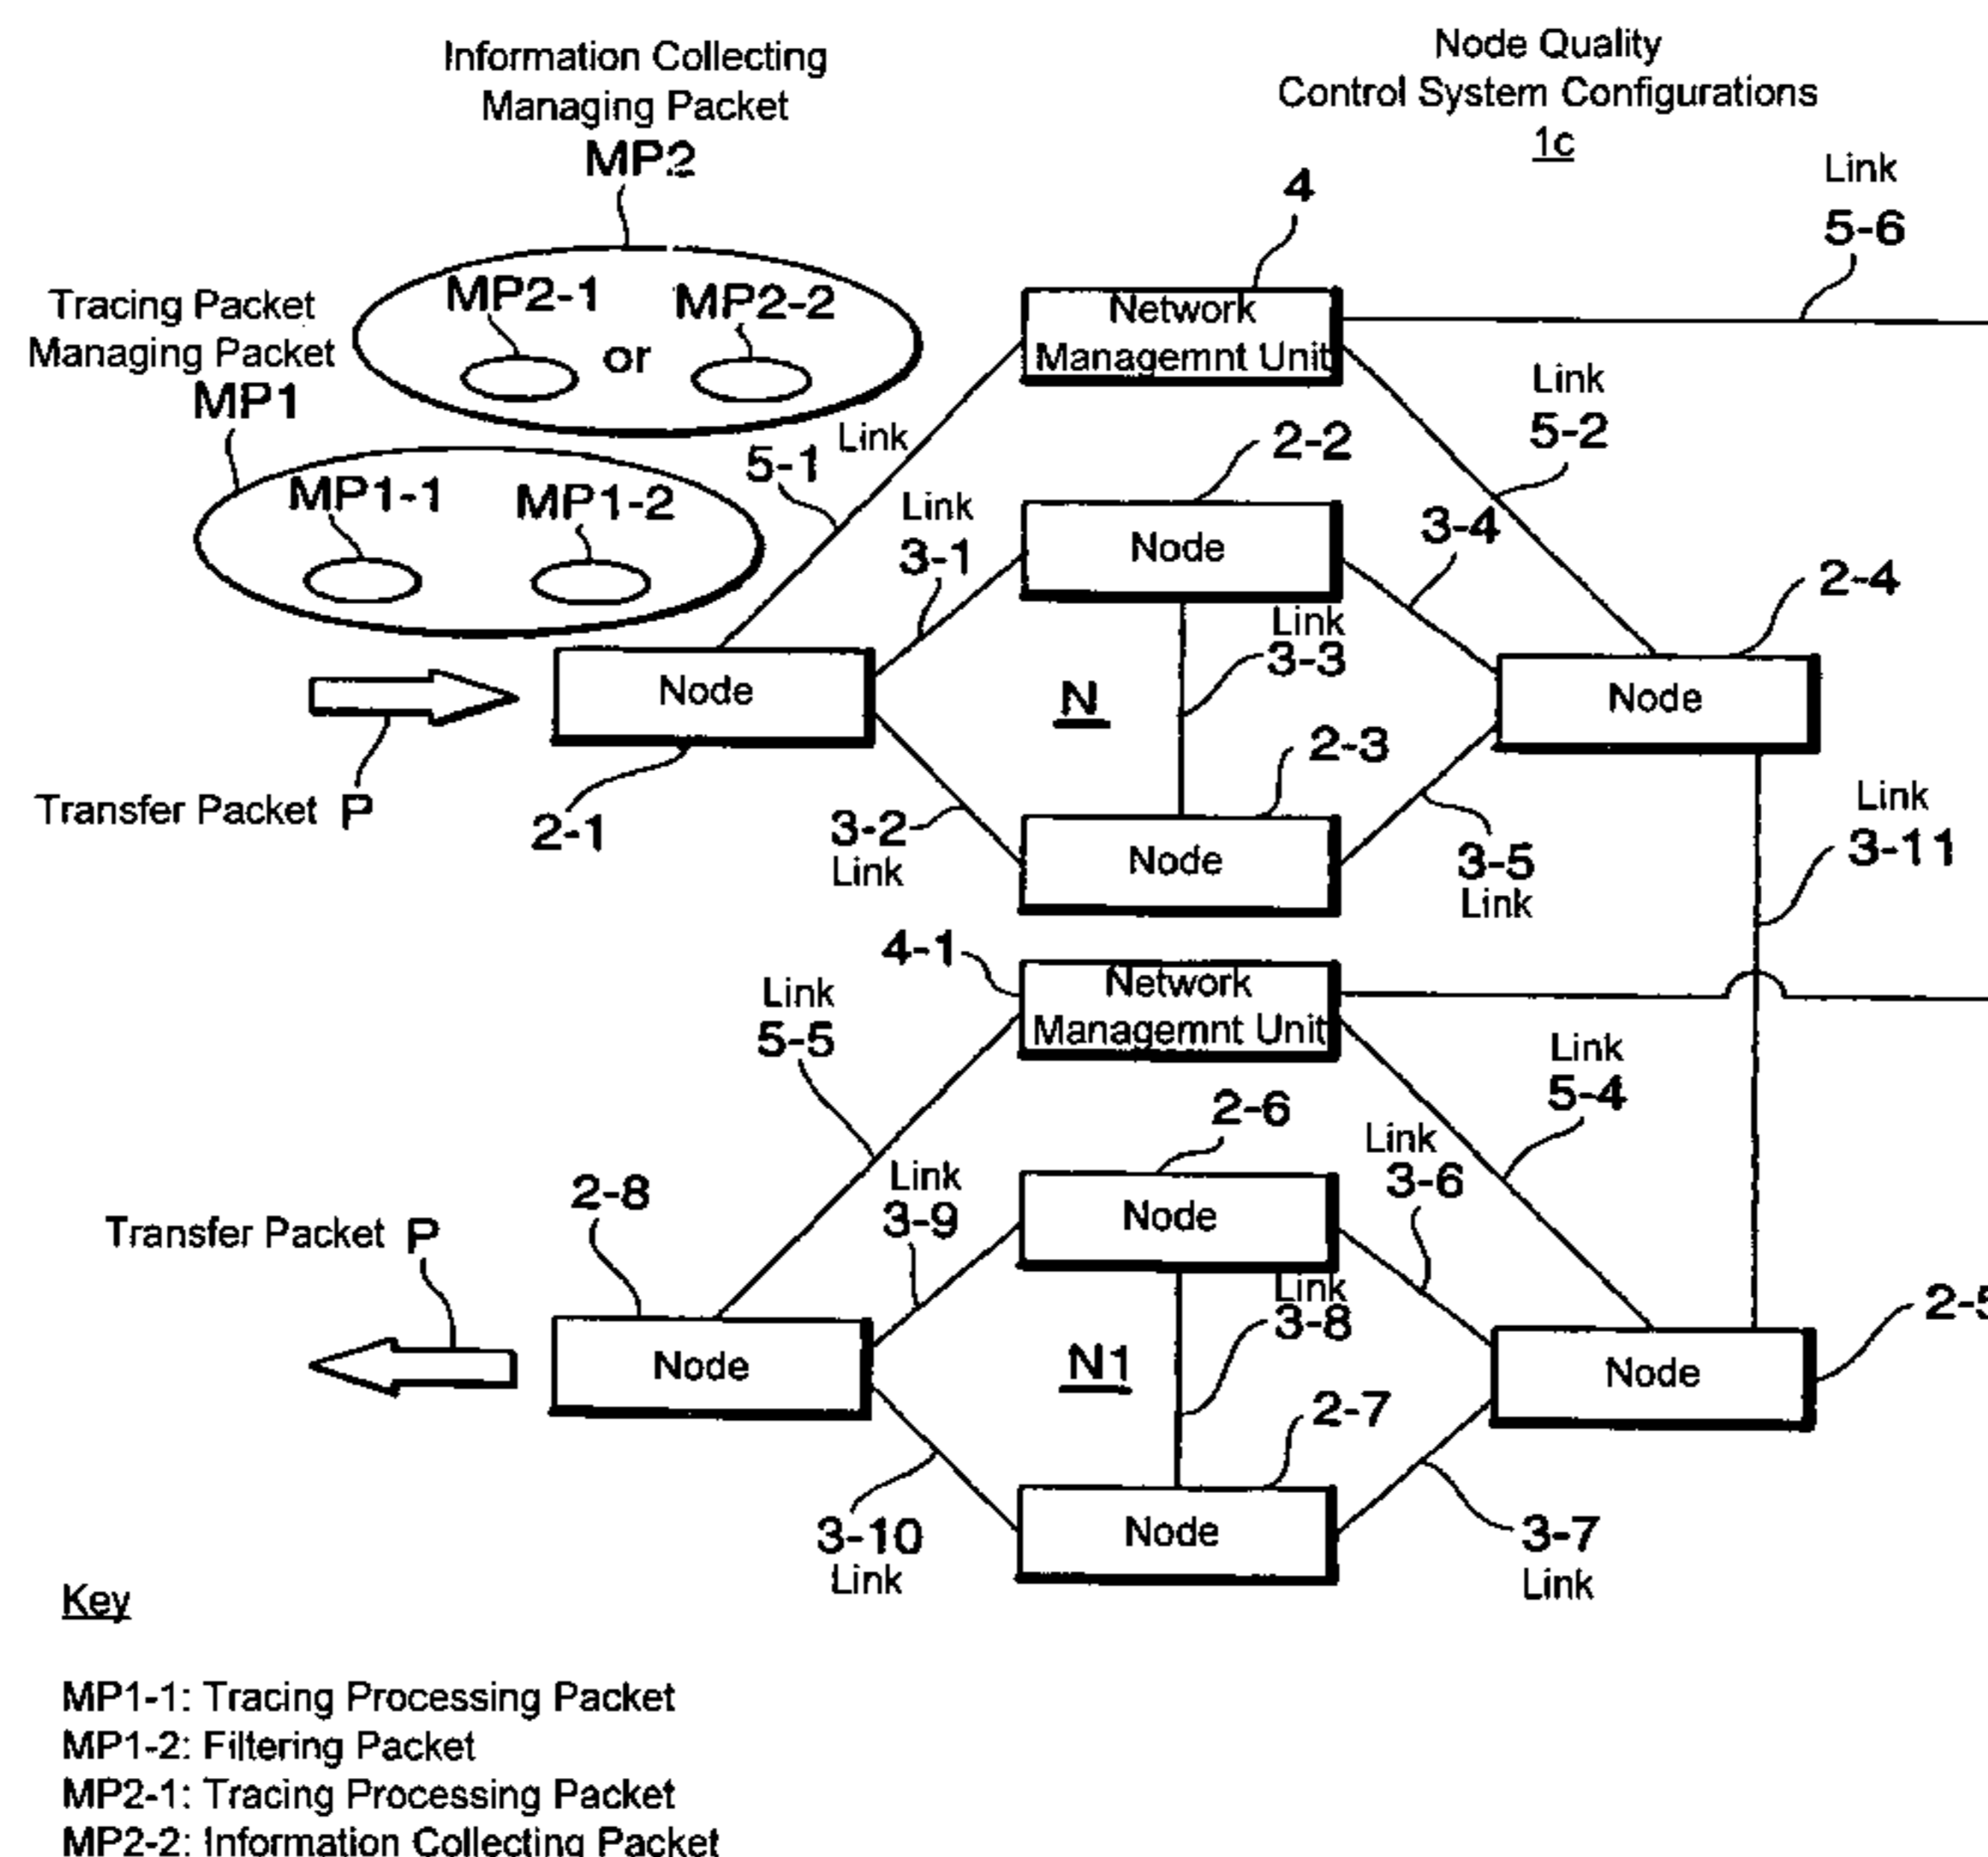 Information Collecting
Managing Packet
MP2
Node Quality
Control System Configurations
1c
Link
5-6
4
MP2-1 or MP2-2
Tracing Packet
Managing Packet
MP1
Network
Managemnt Unit
Link
5-2
Link
5-1
2-2
MP1-1
MP1-2
Link
3-1
Node
3-4
2-4
Link
3-3
Node
N
Node
2-3
Transfer Packet P
2-1
3-2
Link
Node
3-5
Link
Link
3-11
4-1
Network
Managemnt Unit
Link
5-5
Link
5-4
2-6
Link
3-6
2-8
Link
3-9
Node
Transfer Packet P
Link
3-8
2-5
Node
N1
Node
2-7
3-10
Link
Node
3-7
Link
Key
MP1-1: Tracing Processing Packet
MP1-2: Filtering Packet
MP2-1: Tracing Processing Packet
MP2-2: Information Collecting Packet